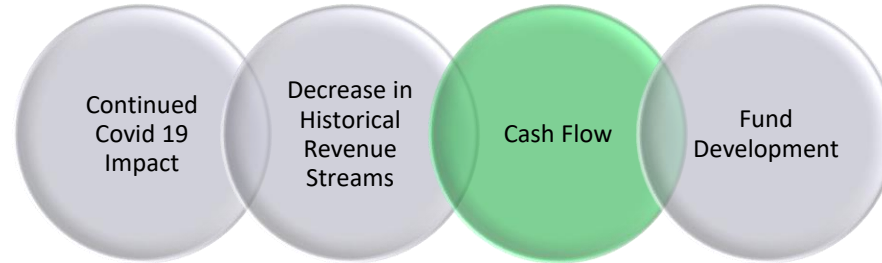 Continued
Covid 19
Impact
Decrease in
Historical
Revenue
Streams
Cash Flow
Fund
Development